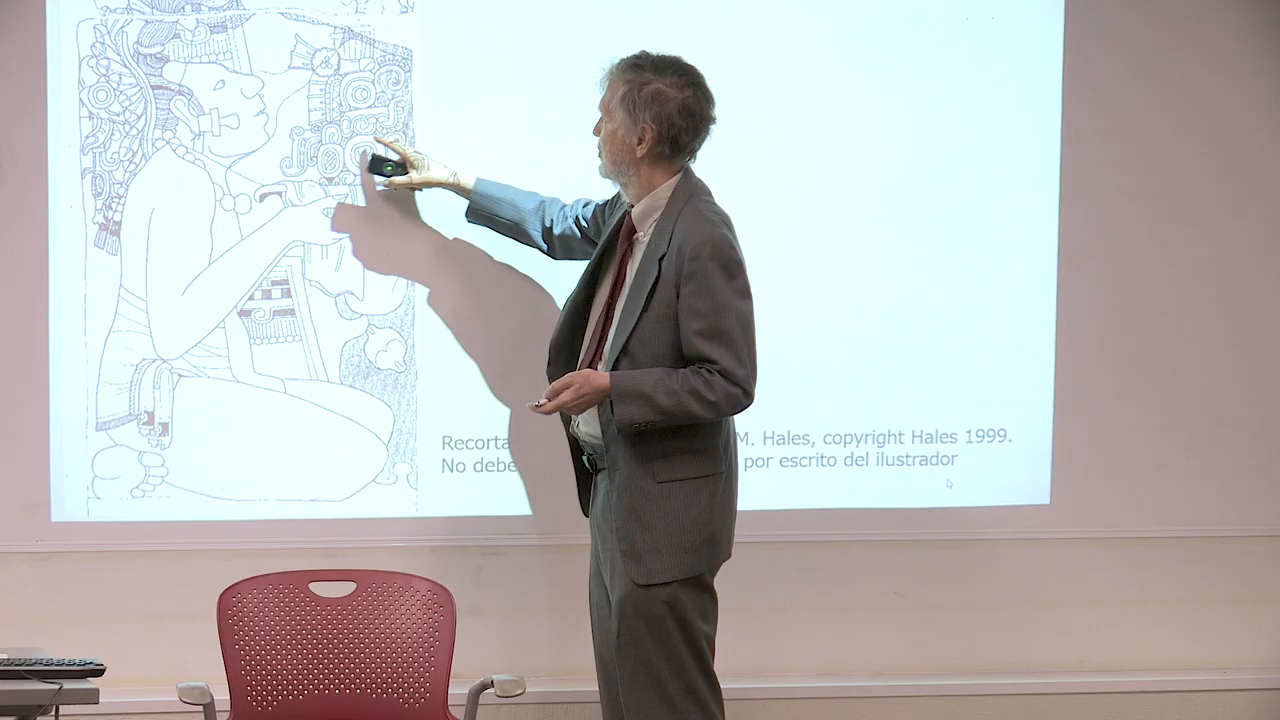 Recorta M. Hales, copyright Hales 1999.
No debe por escrito del ilustrador